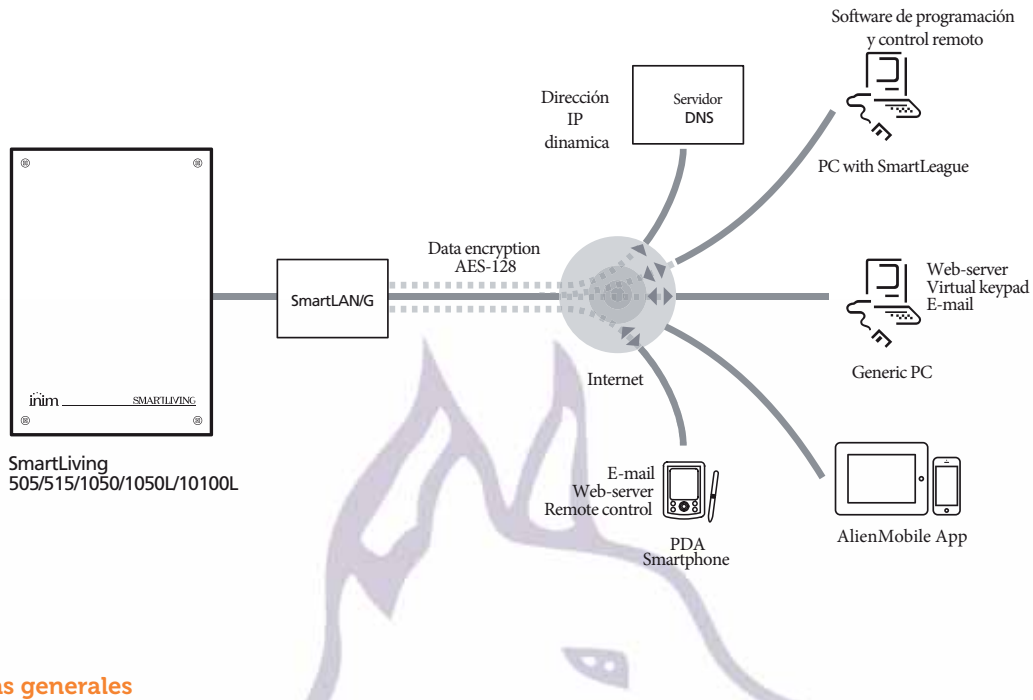 Software de programación
y control remoto
Dirección
IP
dinamica
Servidor
DNS
PC with SmartLeague
Data encryption
AES-128
SmartLAN/G
Web-server
Virtual keypad
E-mail
Internet
Generic PC
inim SMARTLIVING
SmartLiving
505/515/1050/1050L/10100L
E-mail
Web-server
Remote control
PDA
Smartphone
AlienMobile App
as generales